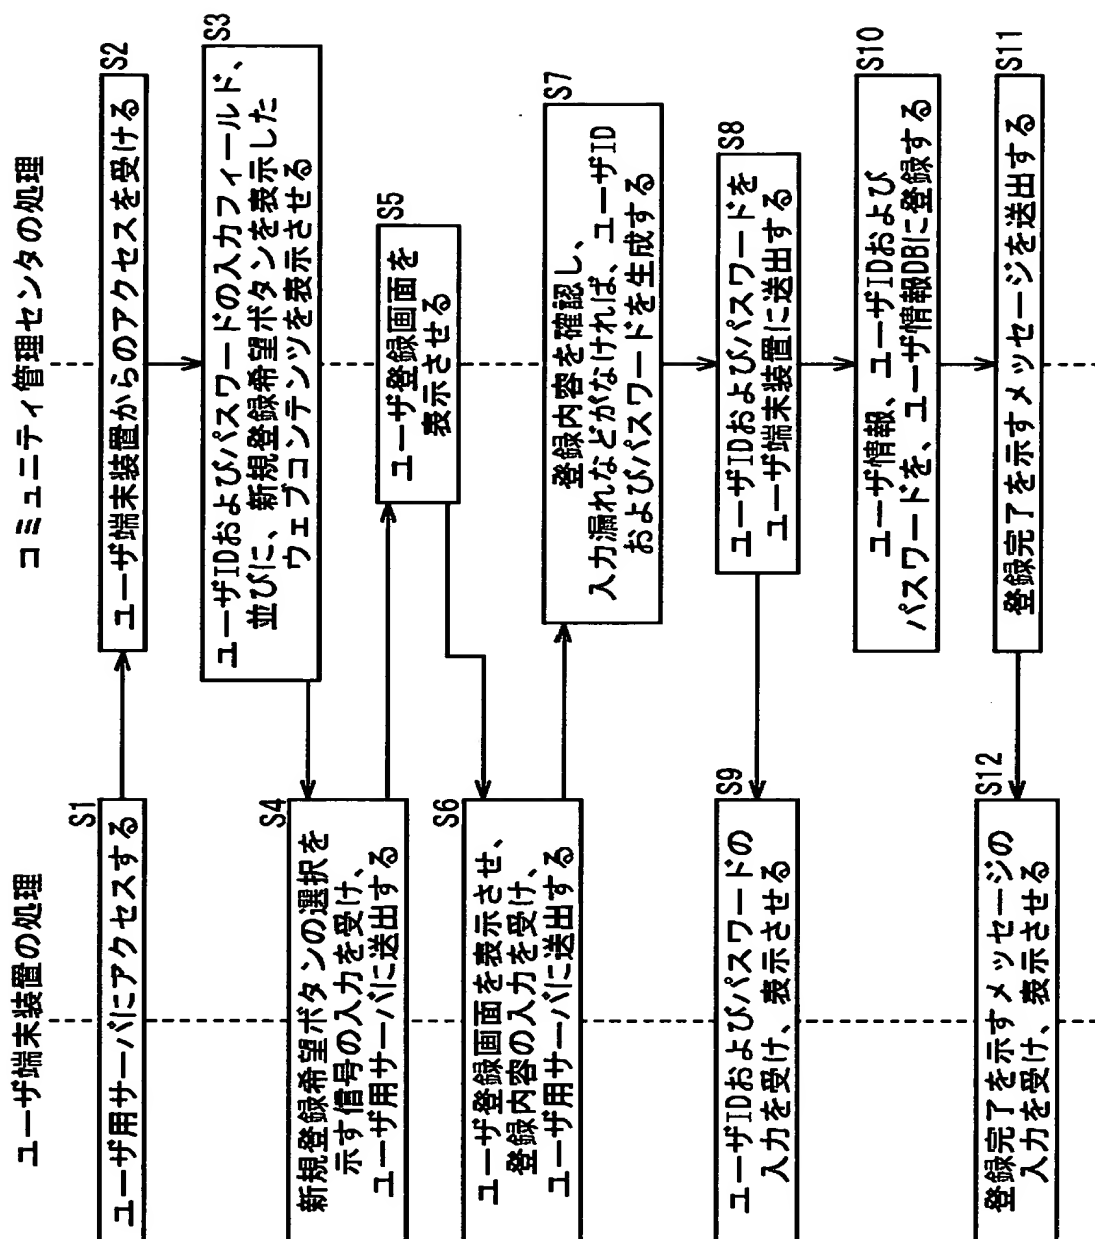 ユーザ端末装置の処理
コミュニティ管理センタの処理
S1
ユーザ用サーバにアクセスする
S2
ユーザ端末装置からのアクセスを受ける
S3
ユーザIDおよびパスワードの入力フィールド、
並びに、新規登録希望ボタンを表示した
ウェブコンテンツを表示させる
S4
新規登録希望ボタンの選択を
示す信号の入力を受け、
ユーザ用サーバに送出する
S5
ユーザ登録画面を
表示させる
S6
ユーザ登録画面を表示させ、
登録内容の入力を受け、
ユーザ用サーバに送出する
S7
登録内容を確認し、
入力漏れなどがなければ、ユーザID
およびパスワードを生成する
S8
ユーザIDおよびパスワードを
ユーザ端末装置に送出する
S9
ユーザIDおよびパスワードの
入力を受け、表示させる
S10
ユーザ情報、ユーザIDおよび
パスワードを、ユーザ情報DBに登録する
S11
登録完了を示すメッセージを送出する
S12
登録完了を示すメッセージの
入力を受け、表示させる